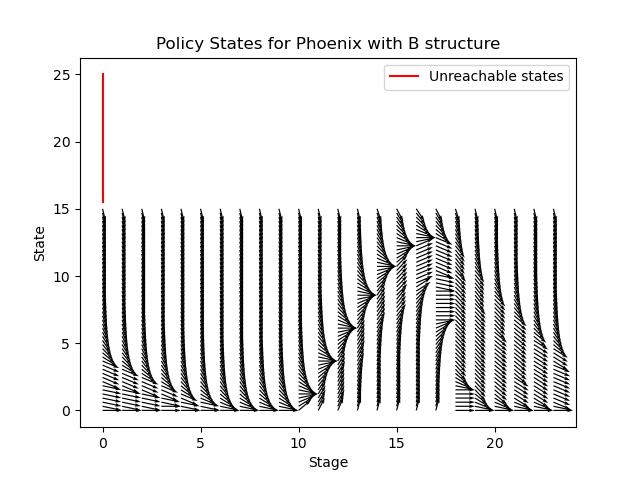 Policy States for Phoenix with B structure
Unreachable states
25
20
15
10
5
0
State
0 5 10 15 20
Stage